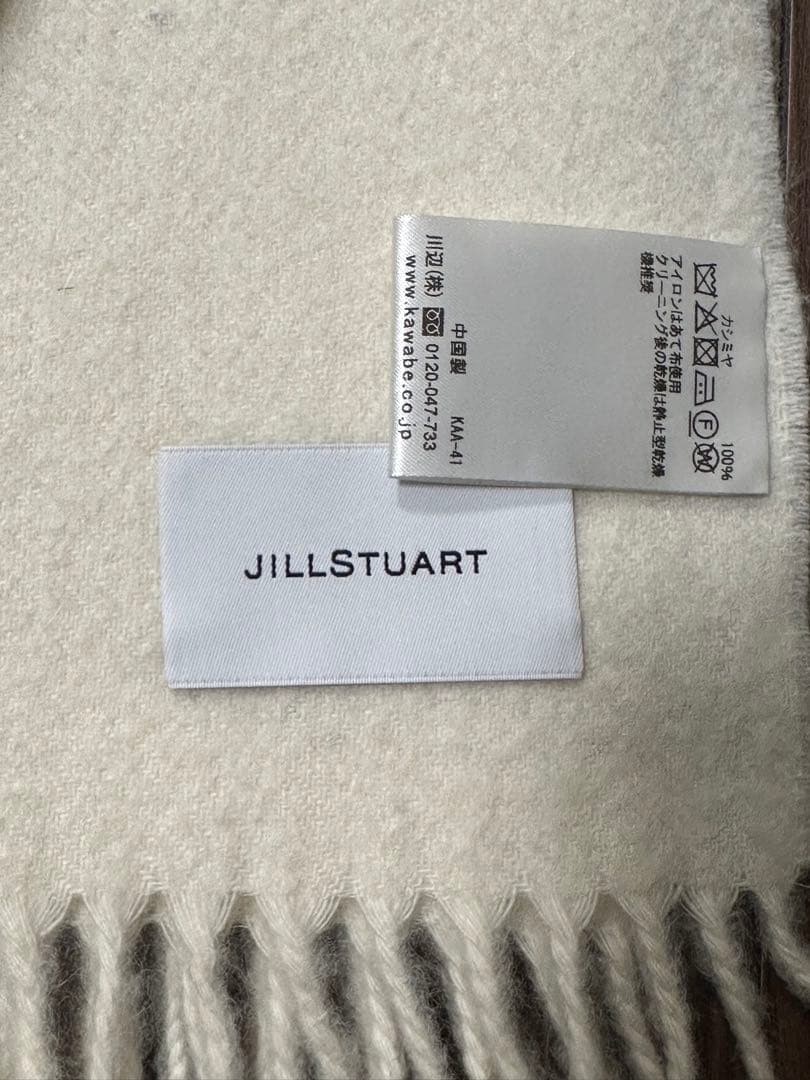 カシミヤ 100%
アイロンはあて布使用
クリーニング後の乾燥は静止型乾燥
機推奨
中国製 KAA-41
川辺(株) 0120-047-733
www.kawabe.co.jp
JILLSTUART